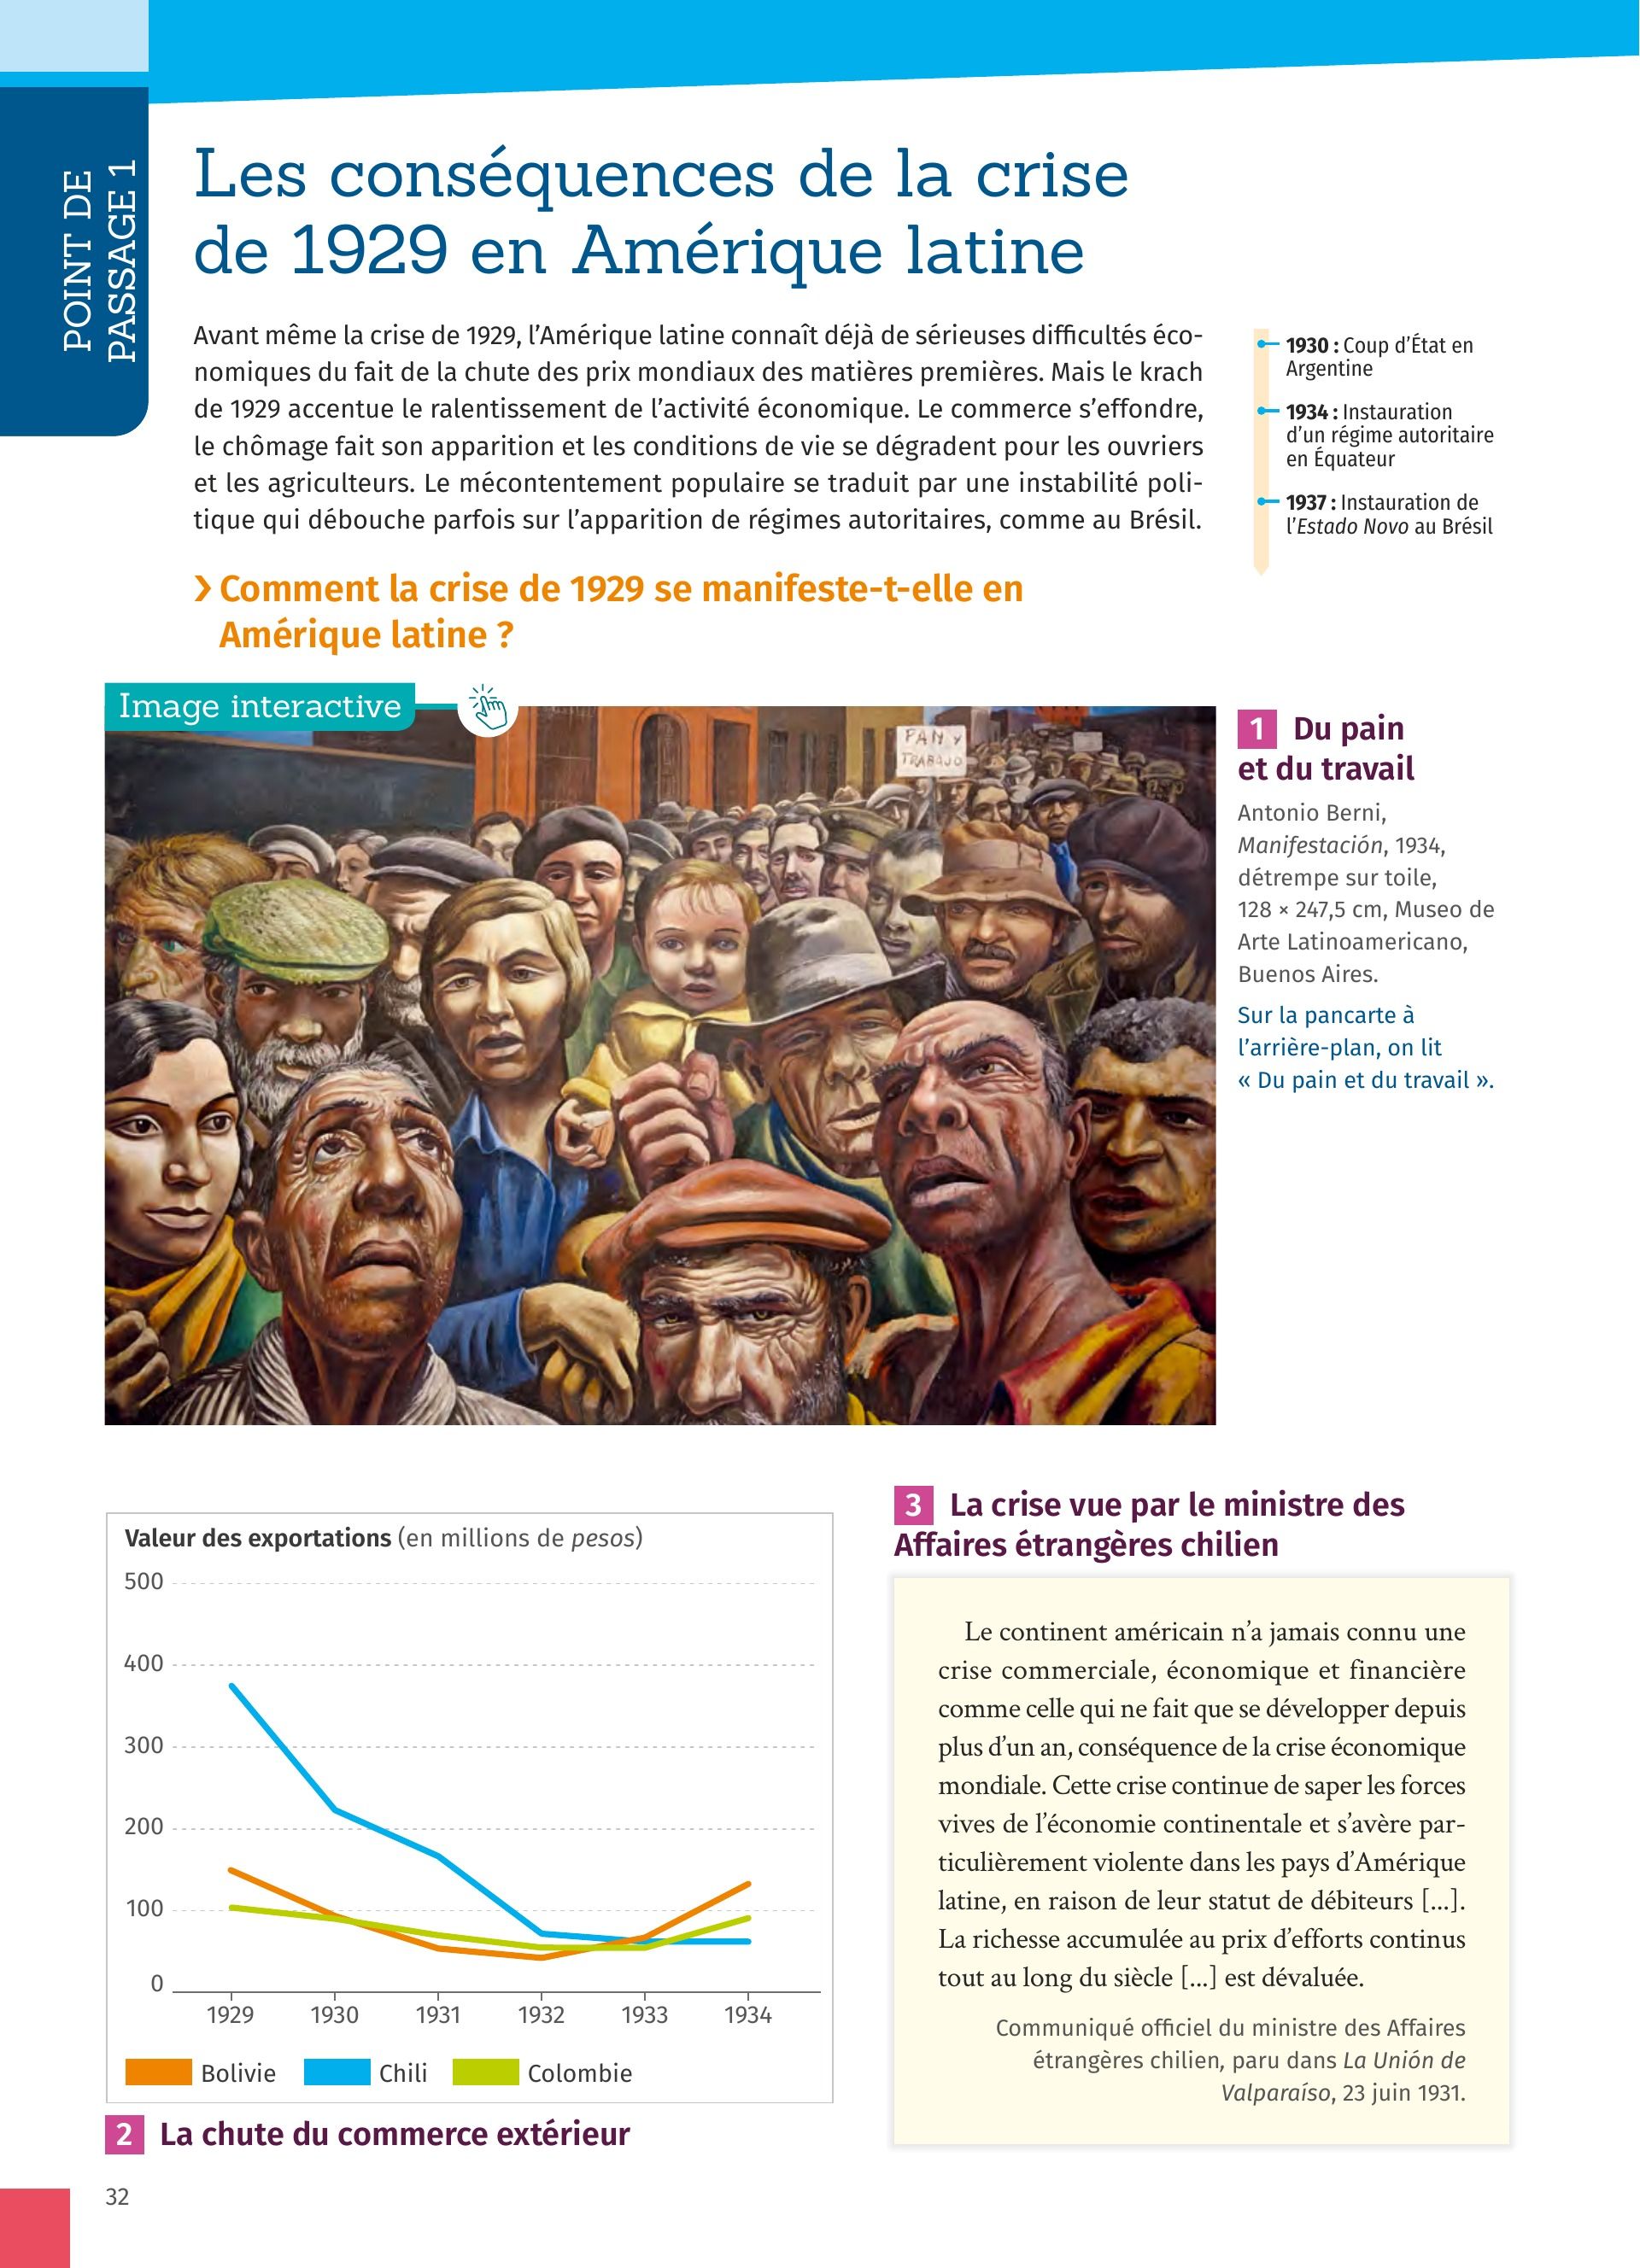 POINT DE
PASSAGE 1
Les conséquences de la crise
de 1929 en Amérique latine
Avant même la crise de 1929, l’Amérique latine connaît déjà de sérieuses difficultés éco-
nomiques du fait de la chute des prix mondiaux des matières premières. Mais le krach
de 1929 accentue le ralentissement de l’activité économique. Le commerce s’effondre,
le chômage fait son apparition et les conditions de vie se dégradent pour les ouvriers
et les agriculteurs. Le mécontentement populaire se traduit par une instabilité poli-
tique qui débouche parfois sur l’apparition de régimes autoritaires, comme au Brésil.
1930 : Coup d’État en
Argentine
1934 : Instauration
d’un régime autoritaire
en Équateur
1937 : Instauration de
l’Estado Novo au Brésil
› Comment la crise de 1929 se manifeste-t-elle en
Amérique latine ?
Image interactive
PAN Y
TRABAJO
1 Du pain
et du travail
Antonio Berni,
Manifestación, 1934,
détrempe sur toile,
128 × 247,5 cm, Museo de
Arte Latinoamericano,
Buenos Aires.
Sur la pancarte à
l’arrière-plan, on lit
« Du pain et du travail ».
Valeur des exportations (en millions de pesos)
500
400
300
200
100
0
1929 1930 1931 1932 1933 1934
Bolivie Chili Colombie
2 La chute du commerce extérieur
3 La crise vue par le ministre des
Affaires étrangères chilien
Le continent américain n’a jamais connu une
crise commerciale, économique et financière
comme celle qui ne fait que se développer depuis
plus d’un an, conséquence de la crise économique
mondiale. Cette crise continue de saper les forces
vives de l’économie continentale et s’avère par-
ticulièrement violente dans les pays d’Amérique
latine, en raison de leur statut de débiteurs [...].
La richesse accumulée au prix d’efforts continus
tout au long du siècle [...] est dévaluée.
Communiqué officiel du ministre des Affaires
étrangères chilien, paru dans La Unión de
Valparaíso, 23 juin 1931.
32